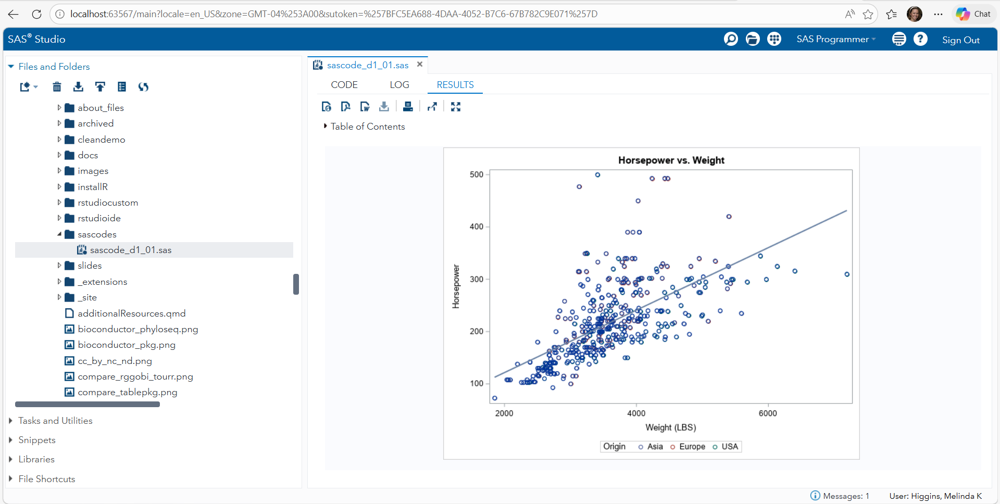 localhost:63567/main?locale=en_US&zone=GMT-04%253A00&sutoken=%257BFC5EA688-4DAA-4052-B7C6-67B782C9E071%257D
Chat
SAS® Studio
SAS Programmer
Sign Out
Files and Folders
about_files
archived
cleandemo
docs
images
installR
rstudiocustom
rstudioide
sascodes
sascode_d1_01.sas
slides
_extensions
_site
additionalResources.qmd
bioconductor_phyloseq.png
bioconductor_pkg.png
cc_by_nc_nd.png
compare_rggobi_tourr.png
compare_tablepkg.png
Tasks and Utilities
Snippets
Libraries
File Shortcuts
sascode_d1_01.sas
CODE LOG RESULTS
Table of Contents
Horsepower vs. Weight
500
400
300
200
100
Horsepower
2000 4000 6000
Weight (LBS)
Origin Asia Europe USA
Messages: 1
User: Higgins, Melinda K